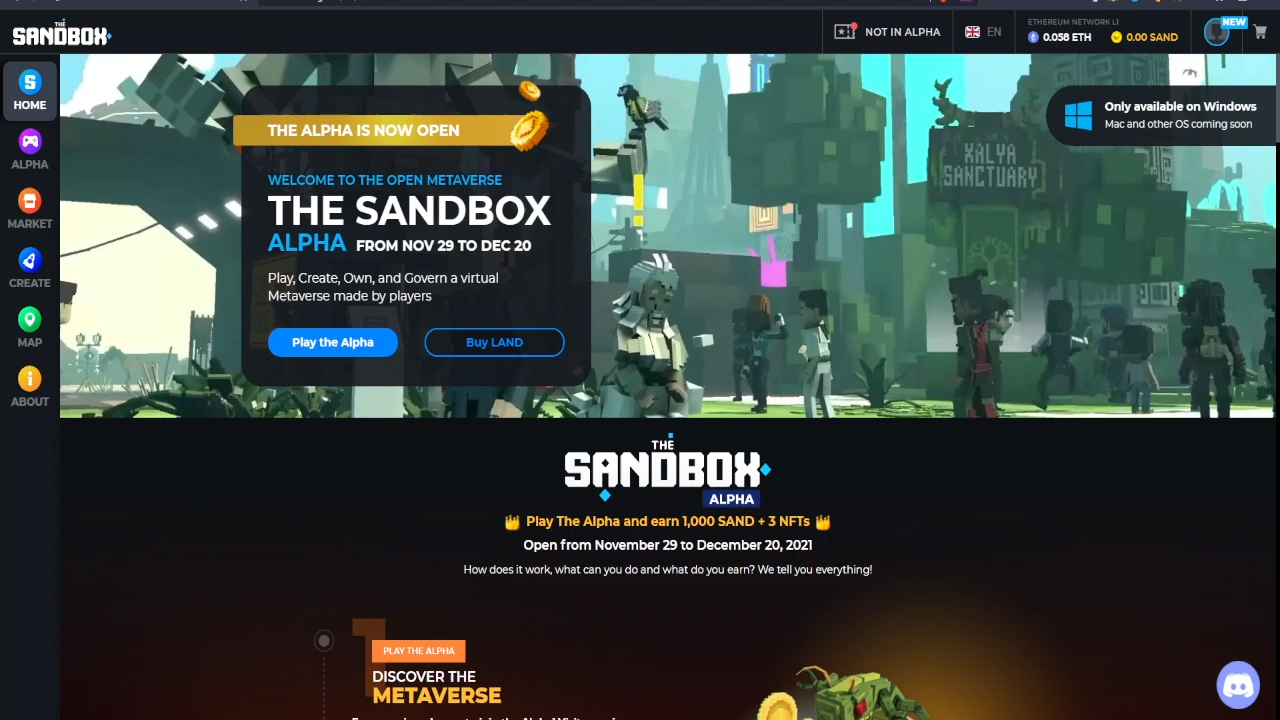 THE
SANDBOX
NOT IN ALPHA
EN
ETHEREUM NETWORK L1
0.058 ETH
0.00 SAND
NEW
HOME
ALPHA
MARKET
CREATE
MAP
ABOUT
THE ALPHA IS NOW OPEN
WELCOME TO THE OPEN METAVERSE
THE SANDBOX
ALPHA FROM NOV 29 TO DEC 20
Play, Create, Own, and Govern a virtual
Metaverse made by players
Play the Alpha
Buy LAND
Only available on Windows
Mac and other OS coming soon
XALYA
SANCTUARY
THE
SANDBOX
ALPHA
Play The Alpha and earn 1,000 SAND + 3 NFTs
Open from November 29 to December 20, 2021
How does it work, what can you do and what do you earn? We tell you everything!
1
PLAY THE ALPHA
DISCOVER THE
METAVERSE